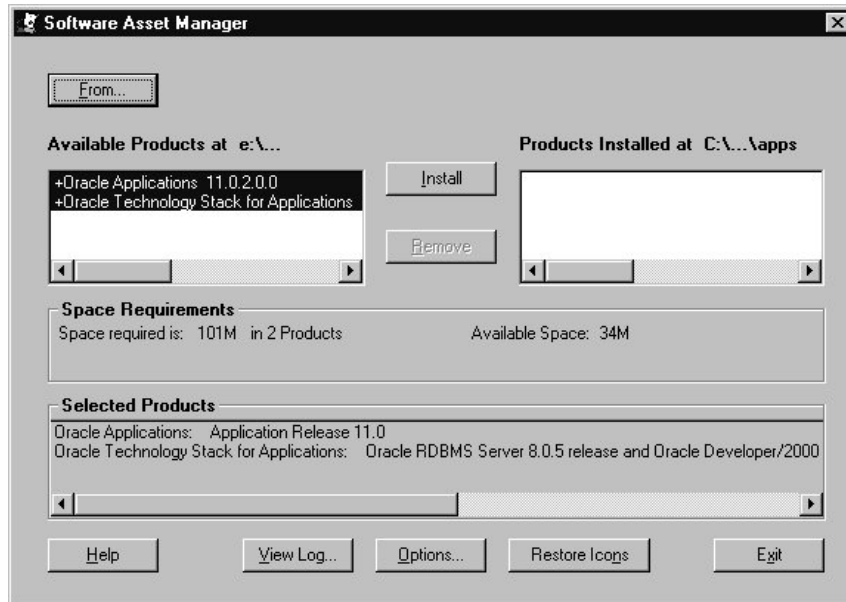 Software Asset Manager
From...
Available Products at e:\...
Products Installed at C:\...\apps
+Oracle Applications 11.0.2.0.0
+Oracle Technology Stack for Applications
Install
Remove
Space Requirements
Space required is: 101M in 2 Products
Available Space: 34M
Selected Products
Oracle Applications: Application Release 11.0
Oracle Technology Stack for Applications: Oracle RDBMS Server 8.0.5 release and Oracle Developer/2000
Help
View Log...
Options...
Restore Icons
Exit